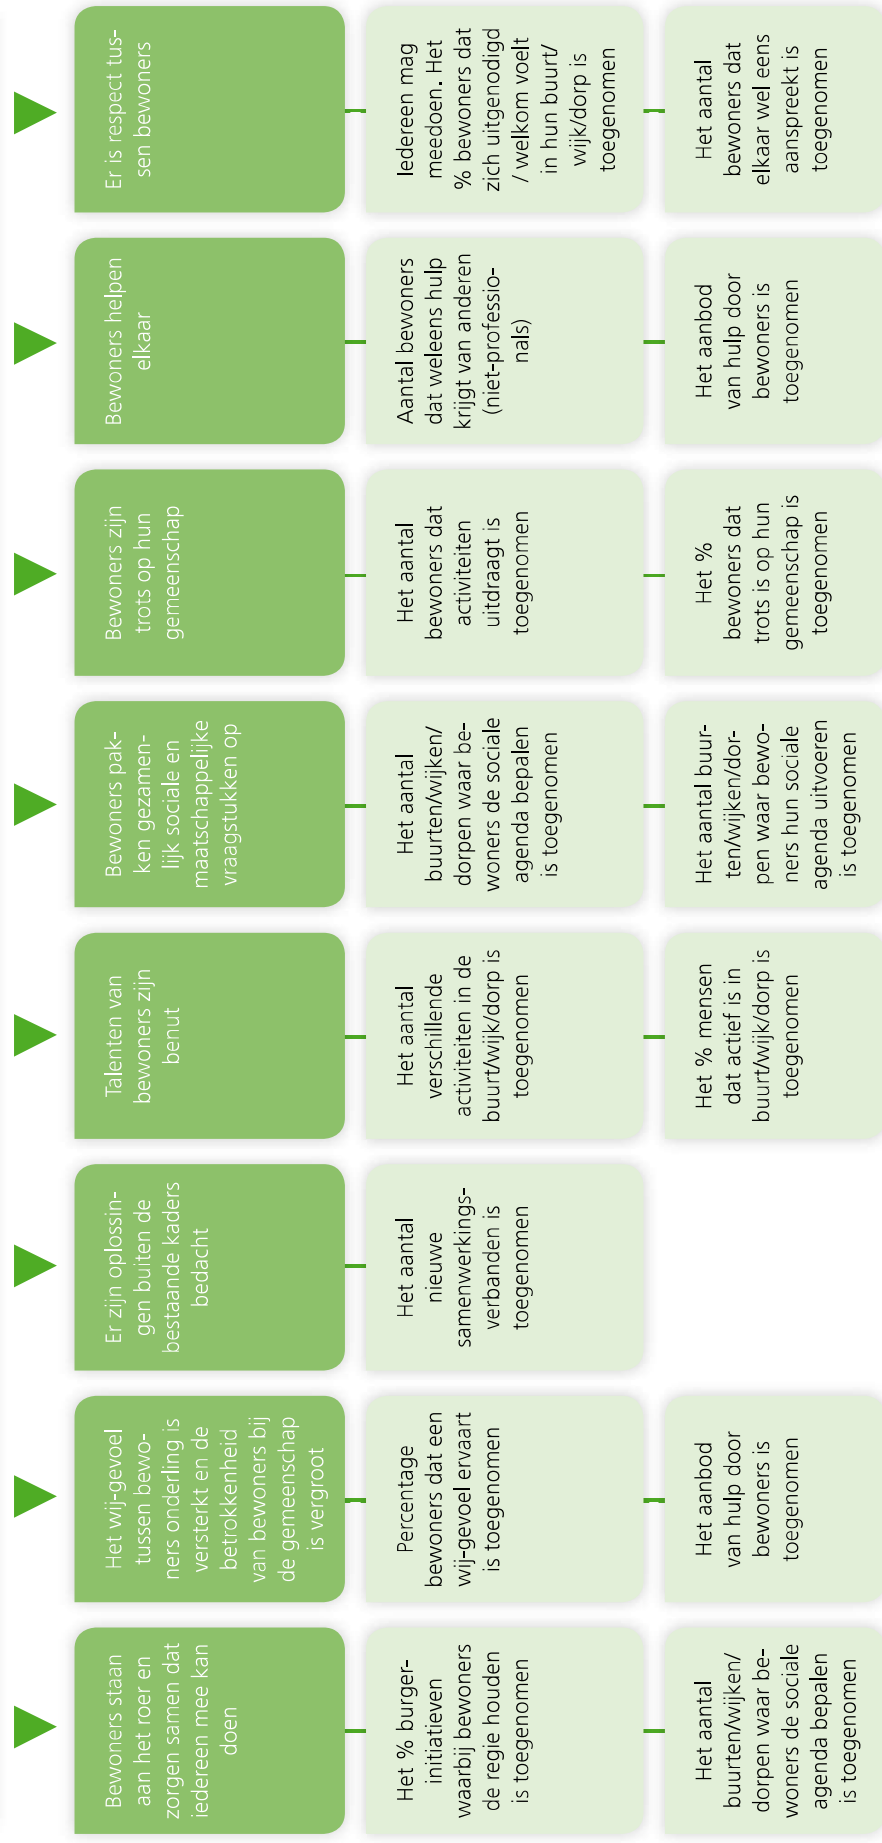 Bewoners staan
aan het roer en
zorgen samen dat
iedereen mee kan
doen
Het wij-gevoel
tussen bewo-
ners onderling is
versterkt en de
betrokkenheid
van bewoners bij
de gemeenschap
is vergroot
Er zijn oplossin-
gen buiten de
bestaande kaders
bedacht
Talenten van
bewoners zijn
benut
Bewoners pak-
ken gezamen-
lijk sociale en
maatschappelijke
vraagstukken op
Bewoners zijn
trots op hun
gemeenschap
Bewoners helpen
elkaar
Er is respect tus-
sen bewoners
Het % burger-
initiatieven
waarbij bewoners
de regie houden
is toegenomen
Percentage
bewoners dat een
wij-gevoel ervaart
is toegenomen
Het aantal
nieuwe
samenwerkings-
verbanden is
toegenomen
Het aantal
verschillende
activiteiten in de
buurt/wijk/dorp is
toegenomen
Het aantal
buurten/wijken/
dorpen waar be-
woners de sociale
agenda bepalen
is toegenomen
Het aantal
bewoners dat
activiteiten
uitdraagt is
toegenomen
Aantal bewoners
dat weleens hulp
krijgt van anderen
(niet-professio-
nals)
Iedereen mag
meedoen. Het
% bewoners dat
zich uitgenodigd
/ welkom voelt
in hun buurt/
wijk/dorp is
toegenomen
Het aantal
buurten/wijken/
dorpen waar be-
woners de sociale
agenda bepalen
is toegenomen
Het aanbod
van hulp door
bewoners is
toegenomen
Het % mensen
dat actief is in
buurt/wijk/dorp is
toegenomen
Het aantal buur-
ten/wijken/dor-
pen waar bewo-
ners hun sociale
agenda uitvoeren
is toegenomen
Het %
bewoners dat
trots is op hun
gemeenschap is
toegenomen
Het aanbod
van hulp door
bewoners is
toegenomen
Het aantal
bewoners dat
elkaar wel eens
aanspreekt is
toegenomen